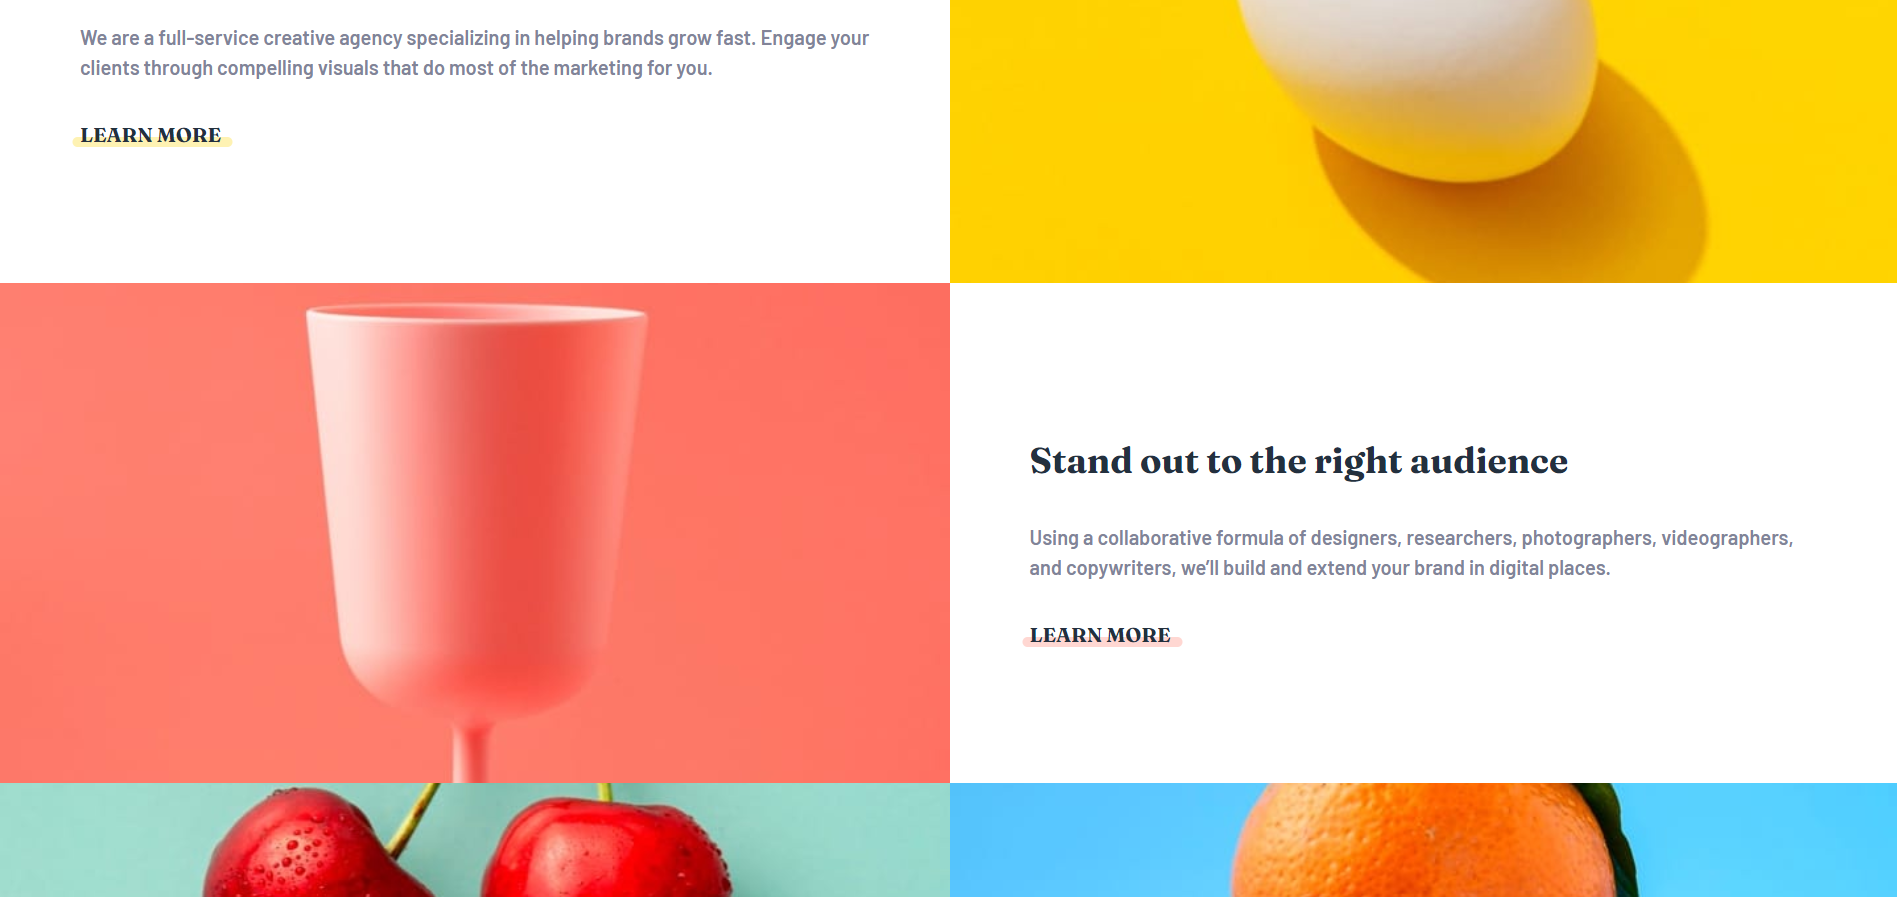 We are a full-service creative agency specializing in helping brands grow fast. Engage your
clients through compelling visuals that do most of the marketing for you.
LEARN MORE
Stand out to the right audience
Using a collaborative formula of designers, researchers, photographers, videographers,
and copywriters, we’ll build and extend your brand in digital places.
LEARN MORE